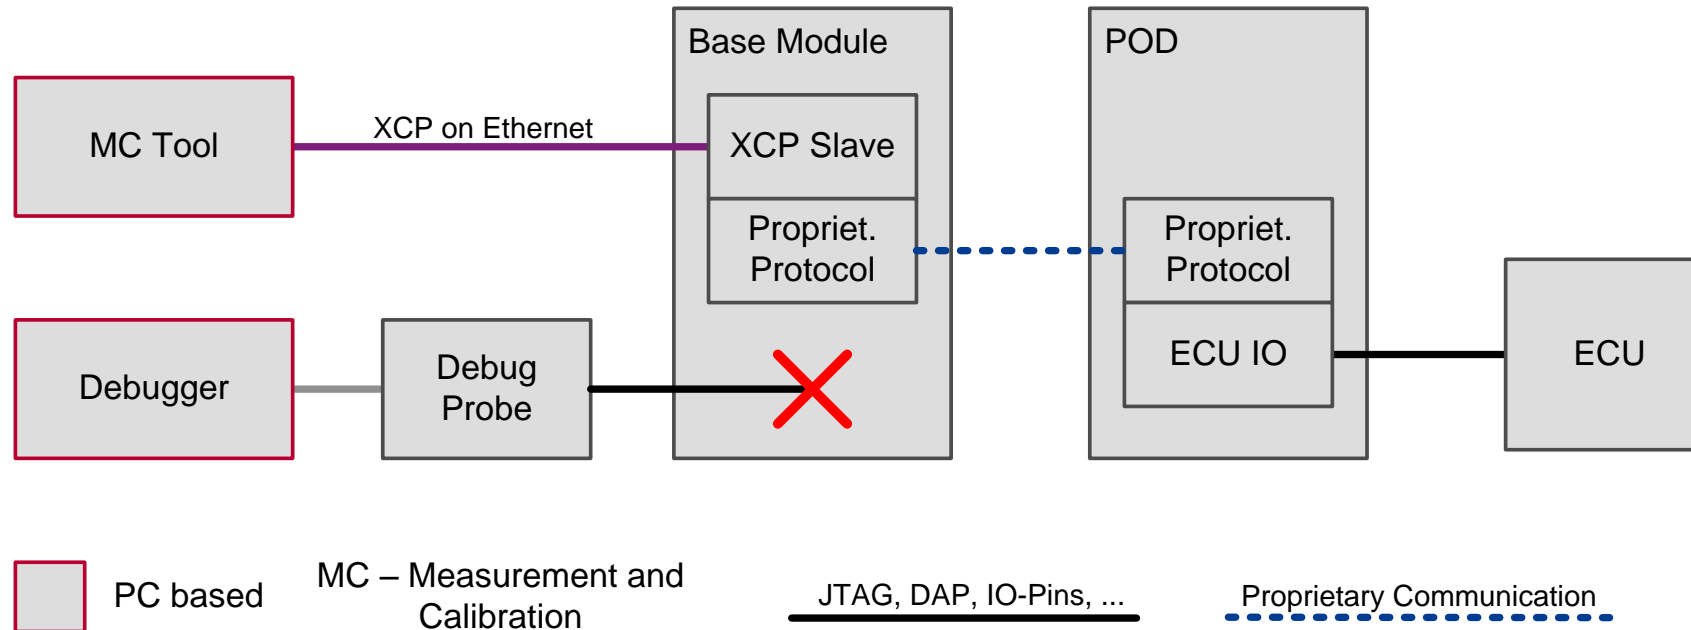 Base Module
POD
MC Tool
XCP on Ethernet
XCP Slave
Propriet.
Protocol
Propriet.
Protocol
ECU IO
ECU
Debugger
Debug
Probe
PC based
MC – Measurement and
Calibration
JTAG, DAP, IO-Pins, ...
Proprietary Communication